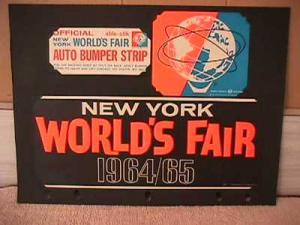 OFFICIAL
NEW YORK WORLD'S FAIR
AUTO BUMPER STRIP
NEW YORK
WORLD'S FAIR
1964/65